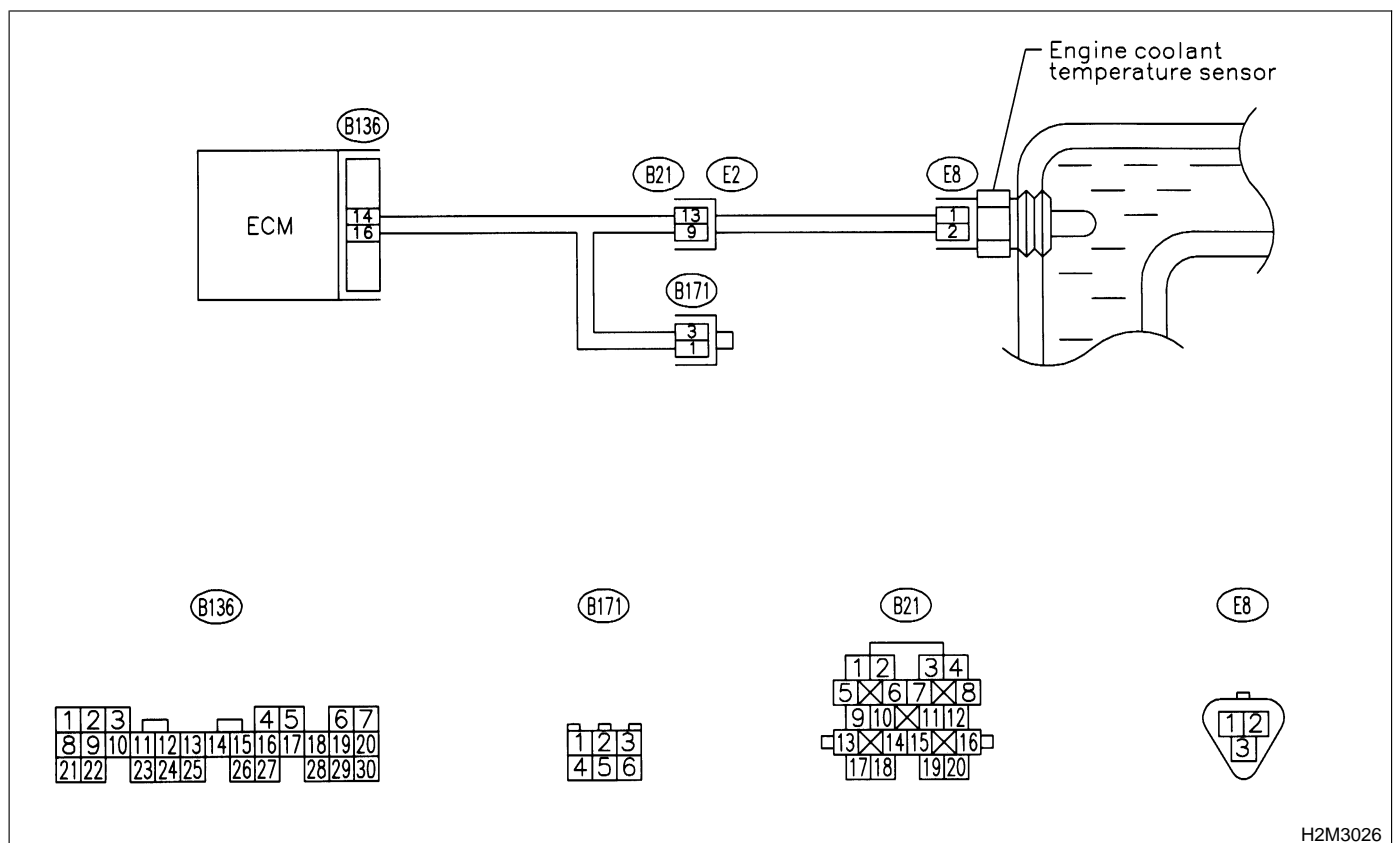 Engine coolant
temperature sensor
B136
B21 E2 E8
ECM
14
16
13
9
1
2
B171
3
1
B136 B171 B21 E8
1 2 3 4 5 6 7
8 9 10 11 12 13 14 15 16 17 18 19 20
21 22 23 24 25 26 27 28 29 30
1 2 3
4 5 6
1 2 3 4
5 6 7 8
9 10 11 12
13 14 15 16
17 18 19 20
1 2
3
H2M3026